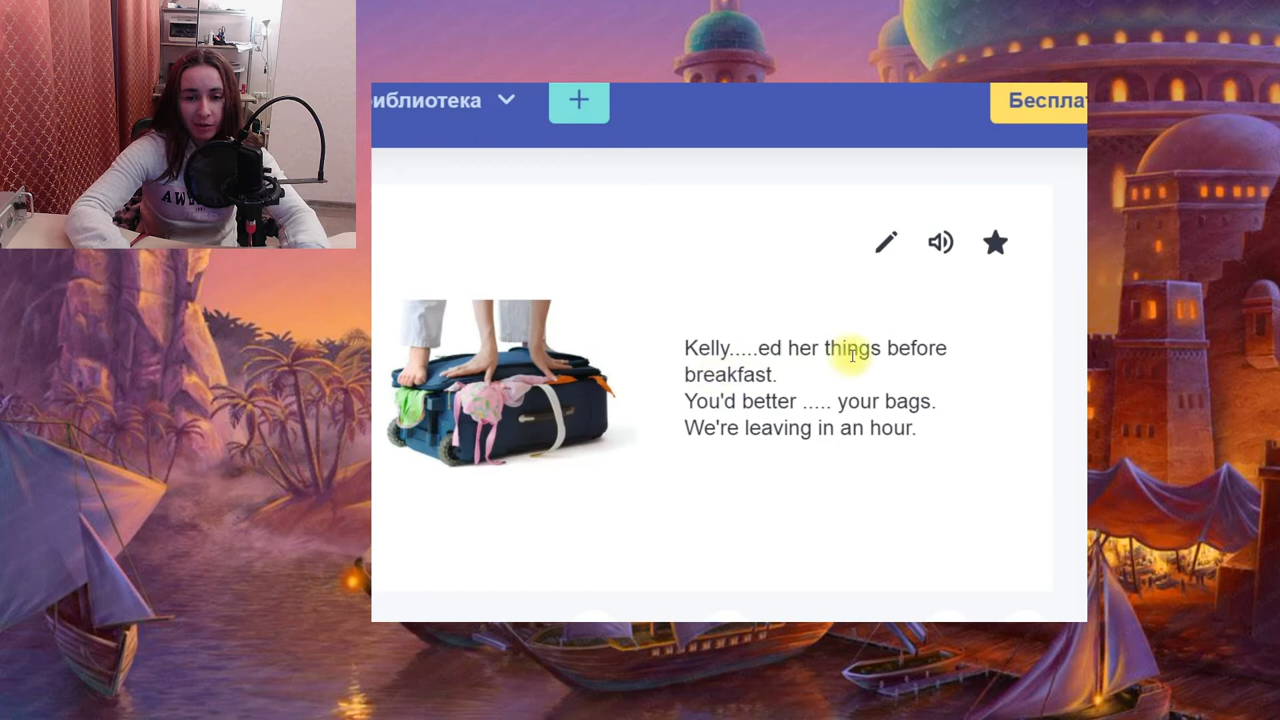 иблиотека
Беспла
Kelly.....ed her things before
breakfast.
You'd better ..... your bags.
We're leaving in an hour.